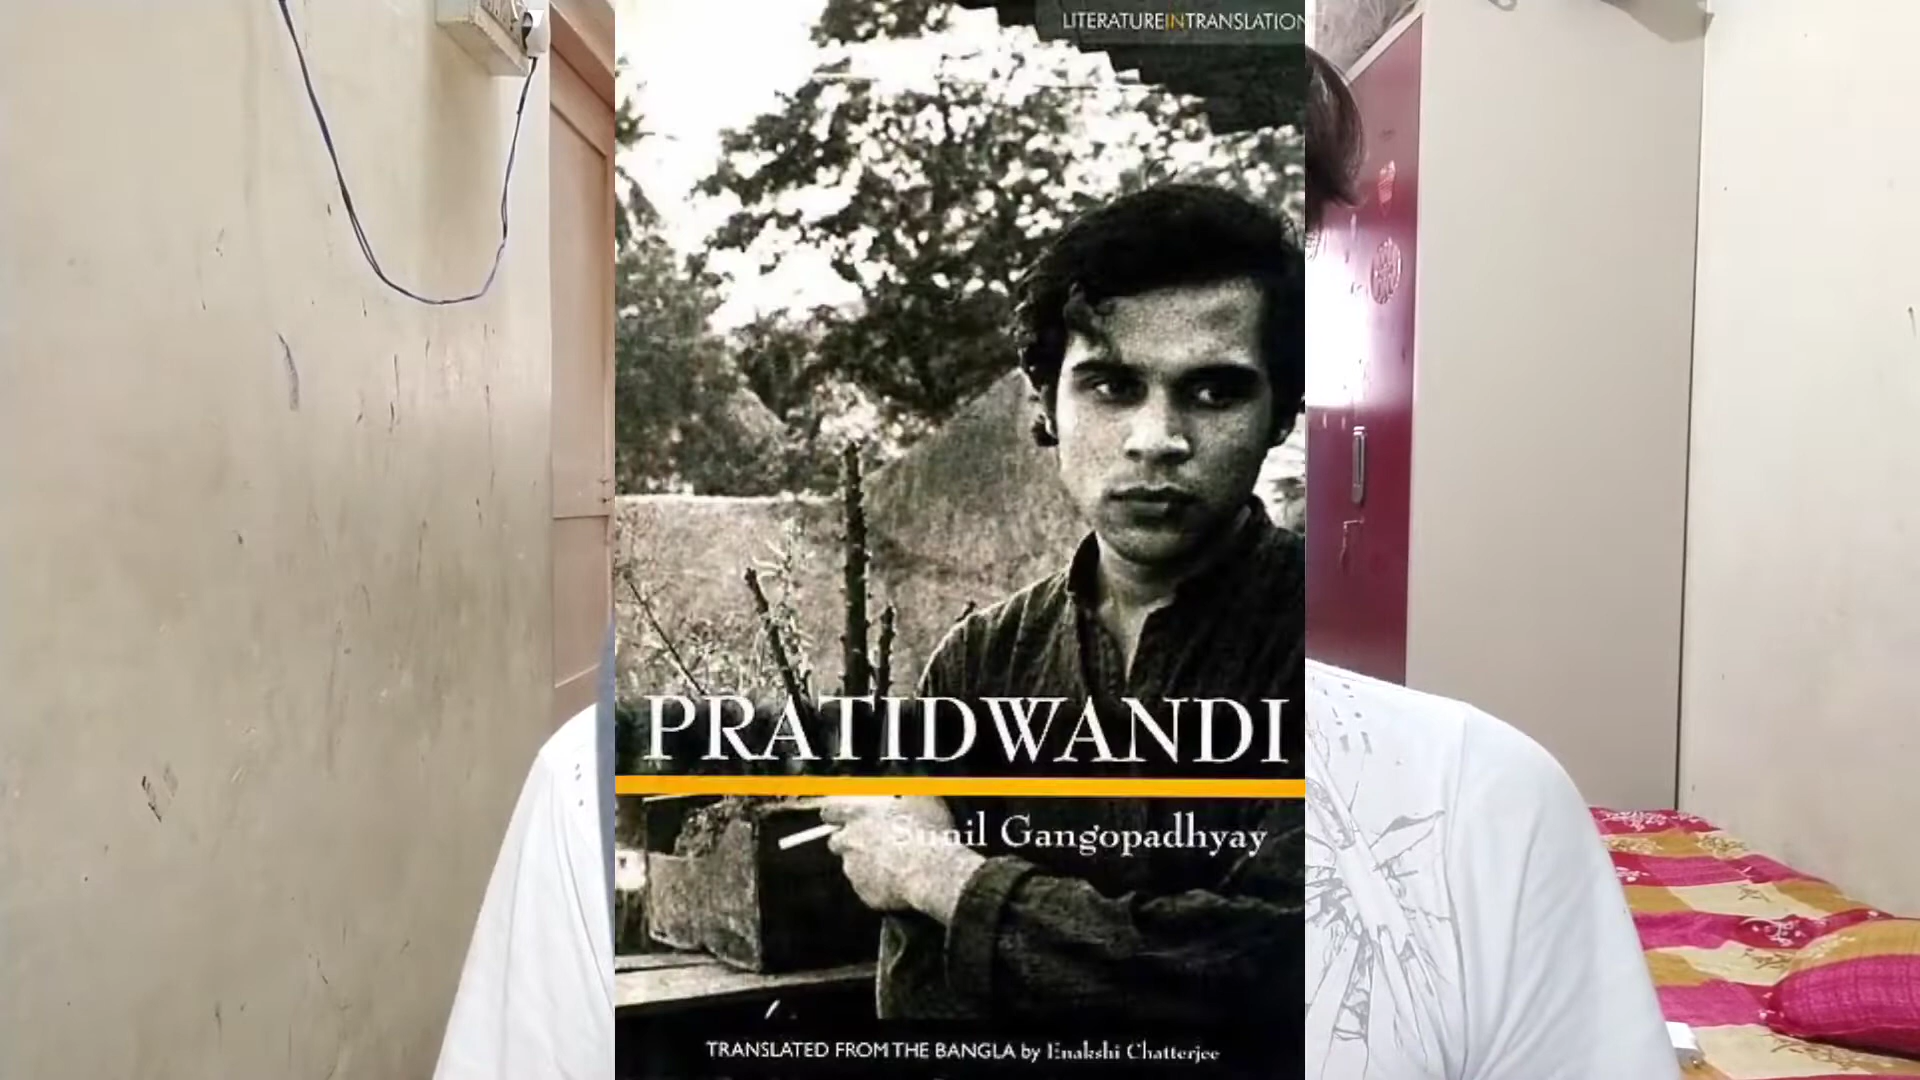 LITERATUREINTRANSLATION
PRATIDWANDI
Sunil Gangopadhyay
TRANSLATED FROM THE BANGLA by Enakshi Chatterjee